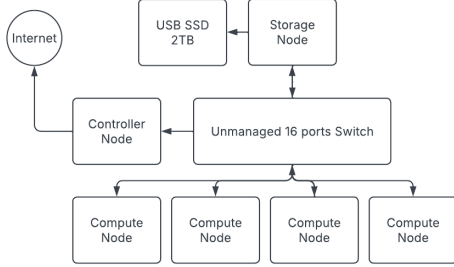 USB SSD
2TB
Storage
Node
Internet
Controller
Node
Unmanaged 16 ports Switch
Compute
Node
Compute
Node
Compute
Node
Compute
Node